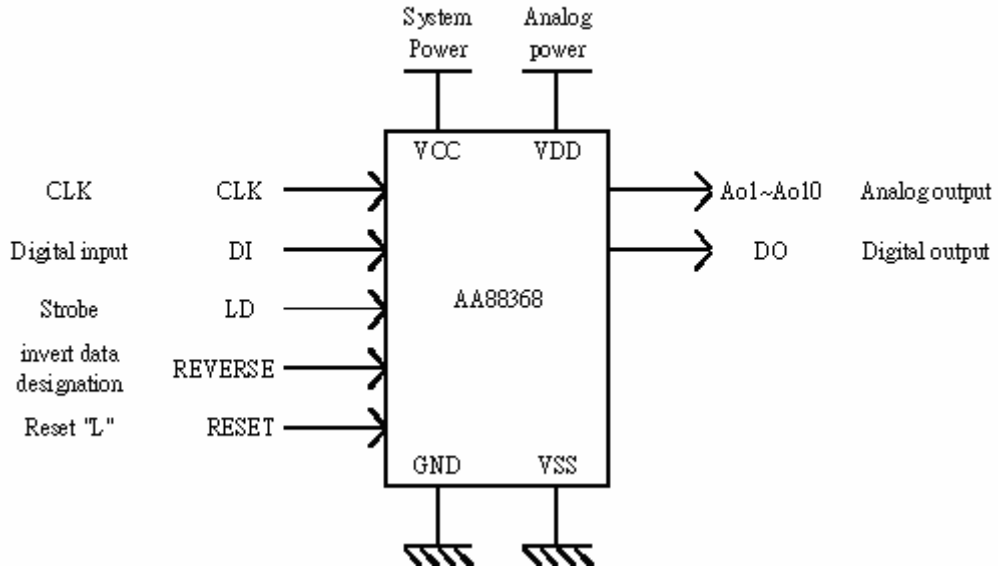 System Analog
Power power
VCC VDD
CLK CLK Ao1~Ao10 Analog output
Digital input DI DO Digital output
AA88368
Strobe LD
invert data
designation REVERSE
Reset "L" RESET
GND VSS